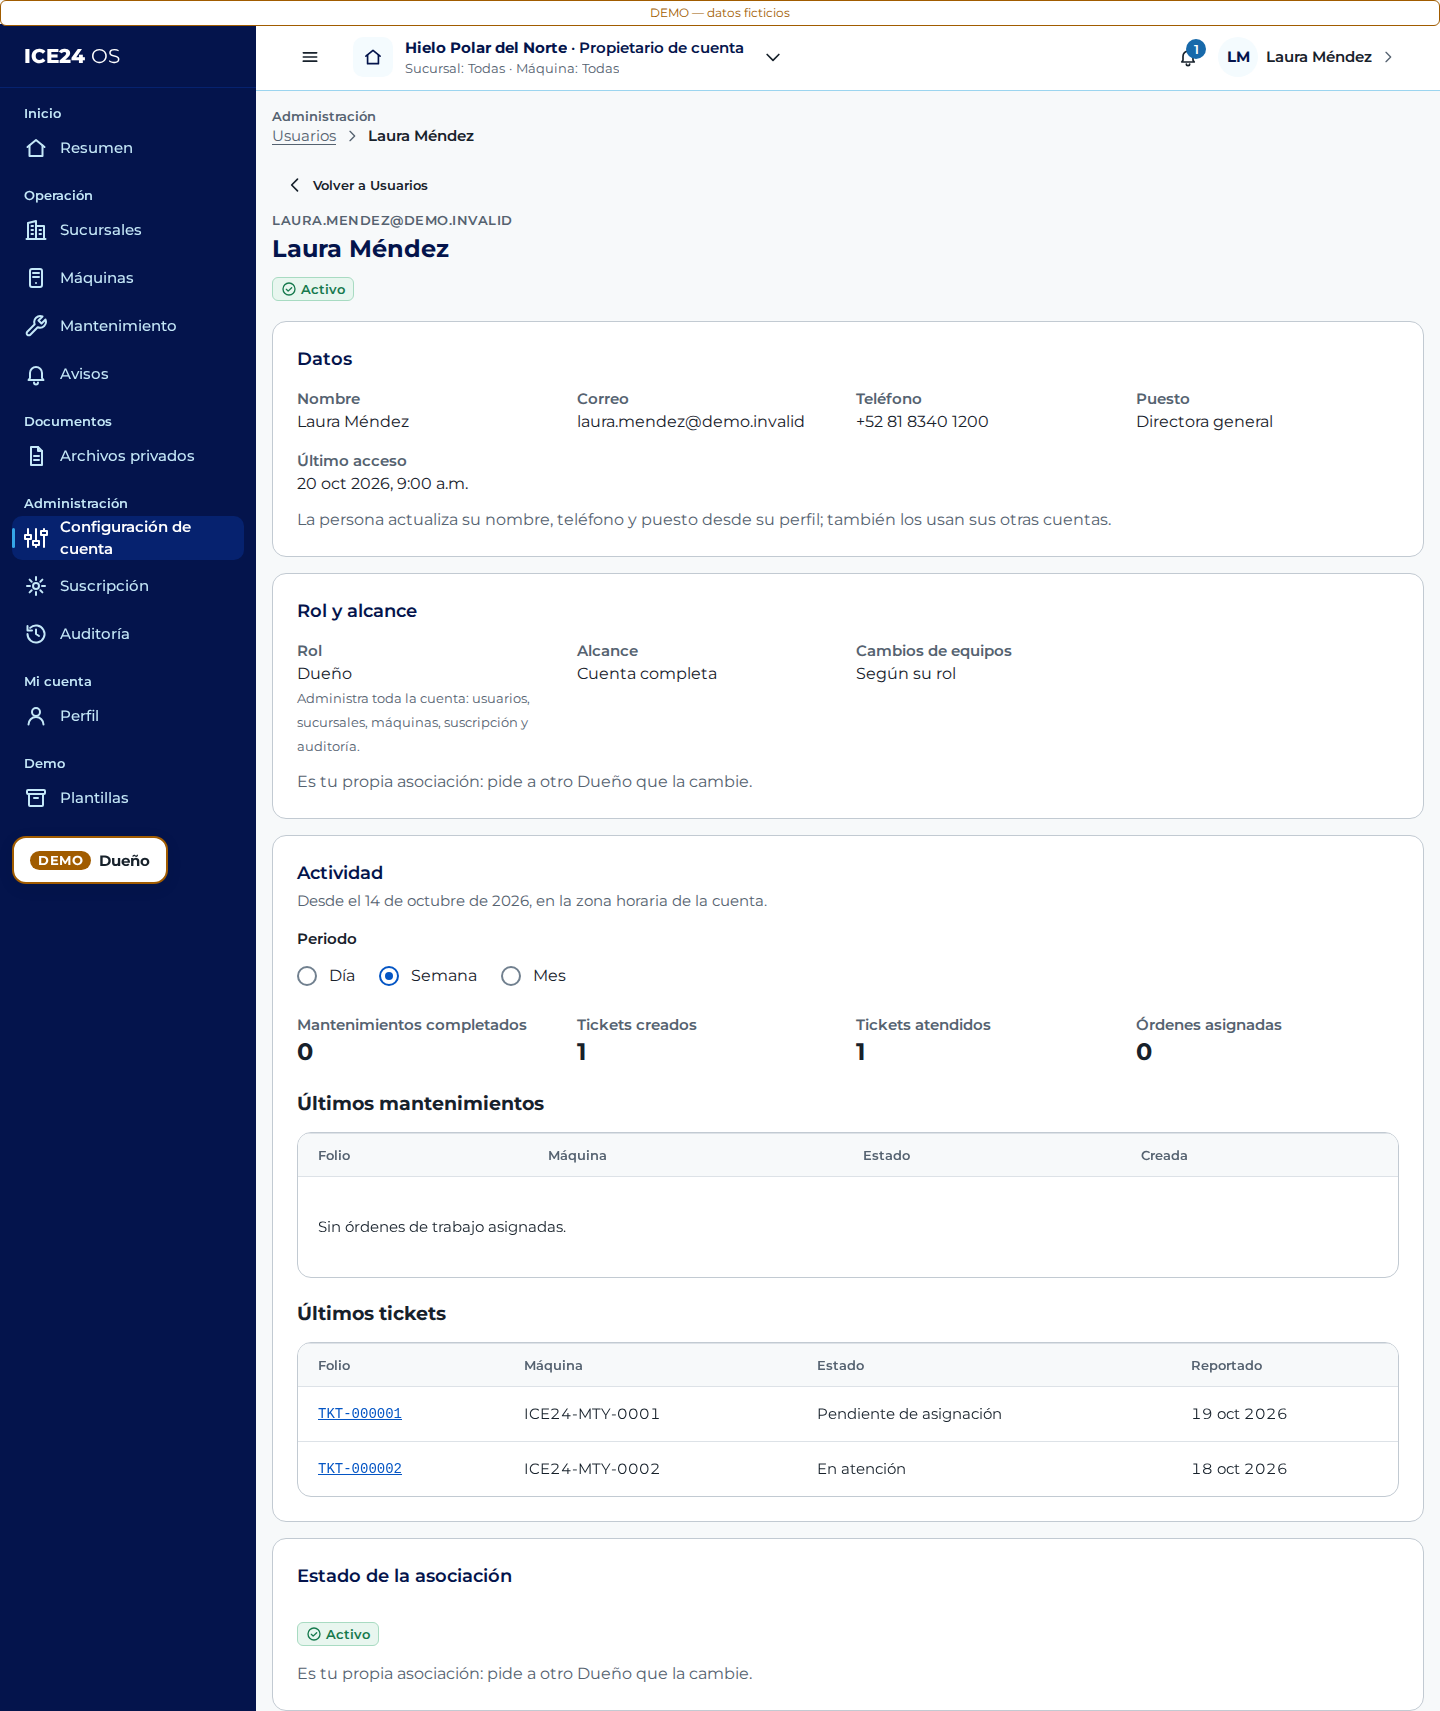 DEMO — datos ficticios
ICE24 OS
Inicio
Resumen
Operación
Sucursales
Máquinas
Mantenimiento
Avisos
Documentos
Archivos privados
Administración
Configuración de
cuenta
Suscripción
Auditoría
Mi cuenta
Perfil
Demo
Plantillas
DEMO Dueño
Hielo Polar del Norte · Propietario de cuenta
Sucursal: Todas · Máquina: Todas
1
LM Laura Méndez
Administración
Usuarios > Laura Méndez
Volver a Usuarios
LAURA.MENDEZ@DEMO.INVALID
Laura Méndez
Activo
Datos
Nombre Correo Teléfono Puesto
Laura Méndez laura.mendez@demo.invalid +52 81 8340 1200 Directora general
Último acceso
20 oct 2026, 9:00 a.m.
La persona actualiza su nombre, teléfono y puesto desde su perfil; también los usan sus otras cuentas.
Rol y alcance
Rol Alcance Cambios de equipos
Dueño Cuenta completa Según su rol
Administra toda la cuenta: usuarios,
sucursales, máquinas, suscripción y
auditoría.
Es tu propia asociación: pide a otro Dueño que la cambie.
Actividad
Desde el 14 de octubre de 2026, en la zona horaria de la cuenta.
Periodo
Día Semana Mes
Mantenimientos completados Tickets creados Tickets atendidos Órdenes asignadas
0 1 1 0
Últimos mantenimientos
Folio Máquina Estado Creada
Sin órdenes de trabajo asignadas.
Últimos tickets
Folio Máquina Estado Reportado
TKT-000001 ICE24-MTY-0001 Pendiente de asignación 19 oct 2026
TKT-000002 ICE24-MTY-0002 En atención 18 oct 2026
Estado de la asociación
Activo
Es tu propia asociación: pide a otro Dueño que la cambie.